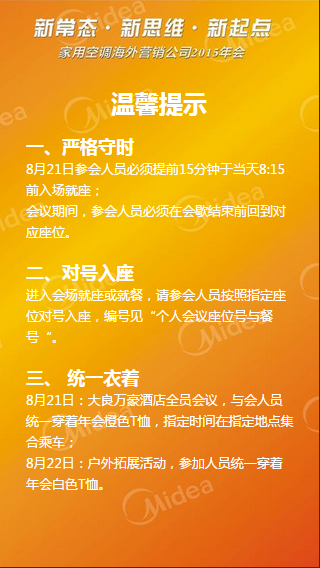 新常态·新思维·新起点
家用空调海外营销公司2015年会
温馨提示
一、严格守时
8月21日参会人员必须提前15分钟于当天8:15
前入场就座；
会议期间，参会人员必须在会歇结束前回到对
应座位。
二、对号入座
进入会场就座或就餐，请参会人员按照指定座
位对号入座，编号见“个人会议座位号与餐
号“。
三、 统一衣着
8月21日：大良万豪酒店全员会议，与会人员
统一穿着年会橙色T恤，指定时间在指定地点集
合乘车；
8月22日：户外拓展活动，参加人员统一穿着
年会白色T恤。
Midea
Midea
Midea
Midea
Midea
Midea
Midea
Midea